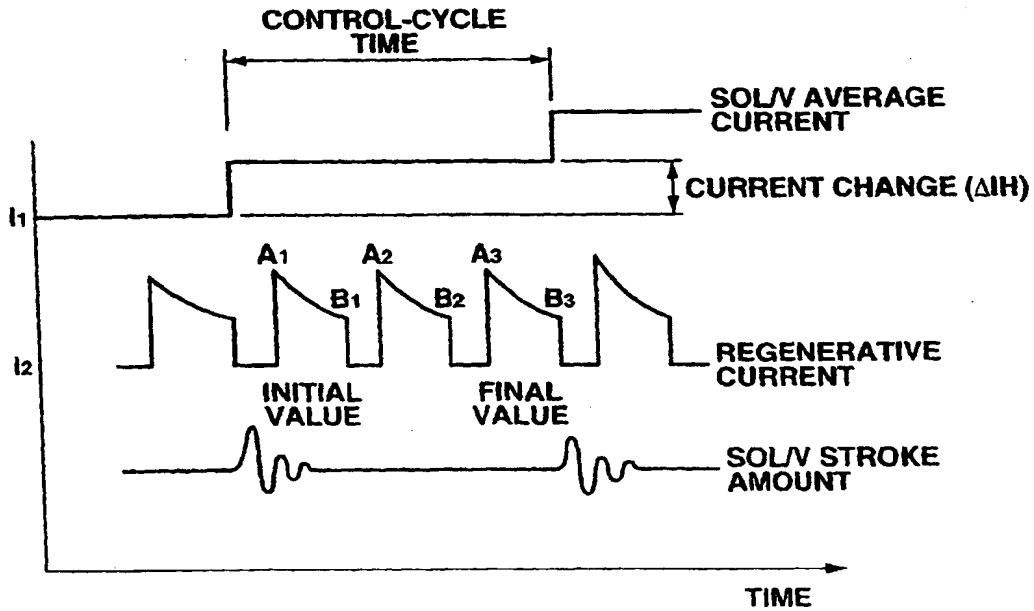 CONTROL-CYCLE
TIME
SOL/V AVERAGE
CURRENT
CURRENT CHANGE (ΔIH)
I1
A1
A2
A3
B1
B2
B3
I2
REGENERATIVE
CURRENT
INITIAL
VALUE
FINAL
VALUE
SOL/V STROKE
AMOUNT
TIME